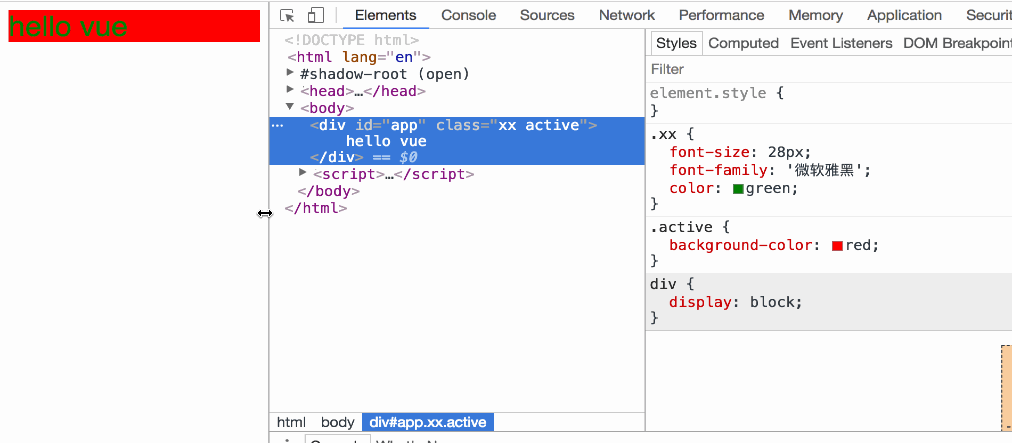 hello vue
Elements Console Sources Network Performance Memory Application Securit
<!DOCTYPE html>
<html lang="en">
#shadow-root (open)
<head>…</head>
<body>
<div id="app" class="xx active">
hello vue
</div> == $0
<script>…</script>
</body>
</html>
html body div#app.xx.active
Styles Computed Event Listeners DOM Breakpoint
Filter
element.style {
}
.xx {
font-size: 28px;
font-family: '微软雅黑';
color: green;
}
.active {
background-color: red;
}
div {
display: block;
}